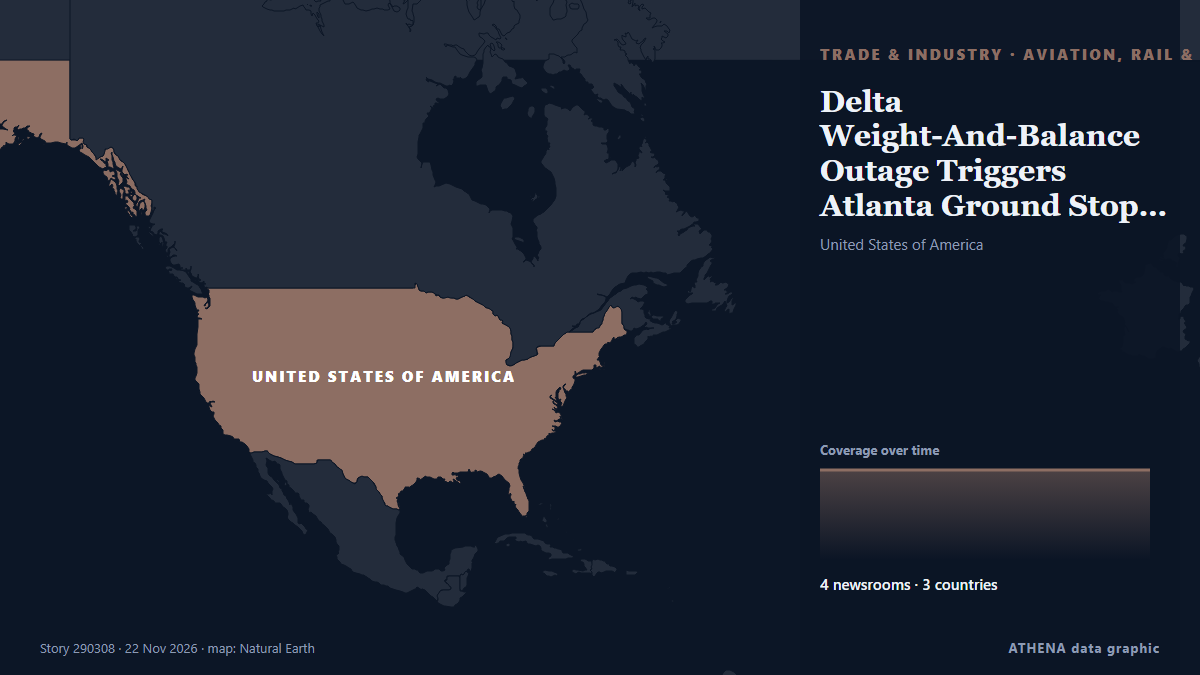 TRADE & INDUSTRY · AVIATION, RAIL &
Delta
Weight-And-Balance
Outage Triggers
Atlanta Ground Stop...
United States of America
UNITED STATES OF AMERICA
Coverage over time
4 newsrooms · 3 countries
Story 290308 · 22 Nov 2026 · map: Natural Earth
ATHENA data graphic